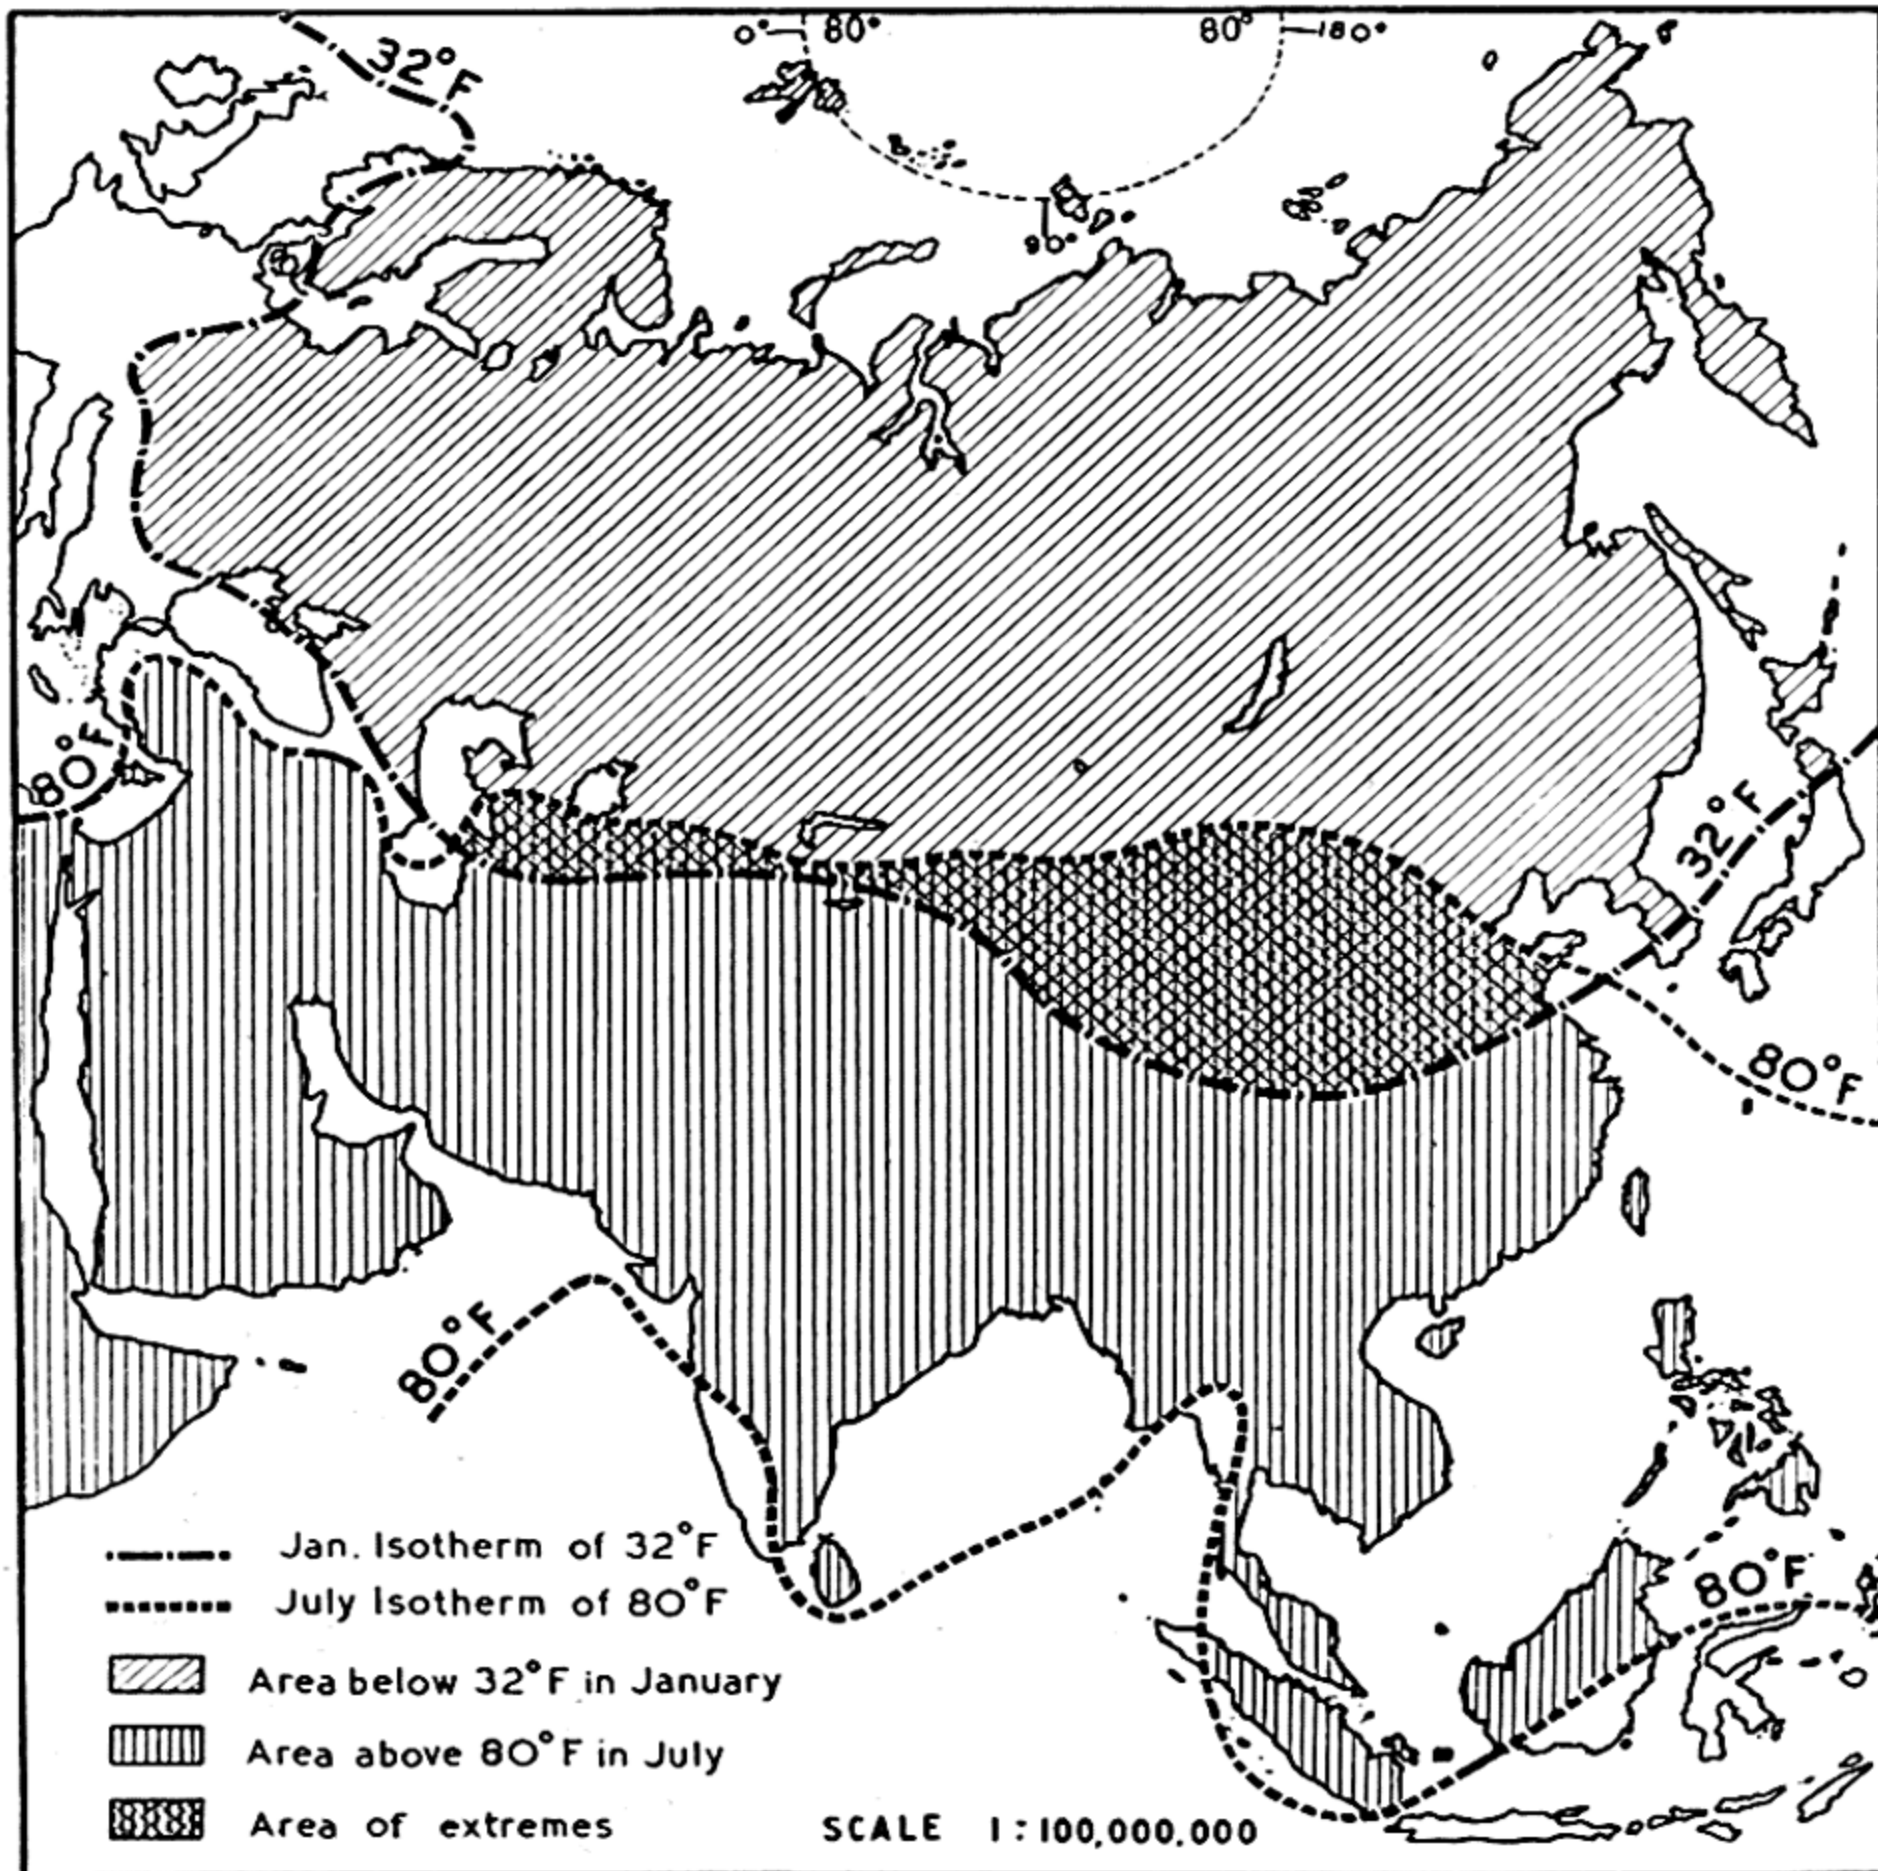 0° 80° 80° 180°
32°F
90°
80°F
32°F
80°F
80°F
80°F
Jan. Isotherm of 32°F
July Isotherm of 80°F
Area below 32°F in January
Area above 80°F in July
Area of extremes
SCALE 1:100,000,000